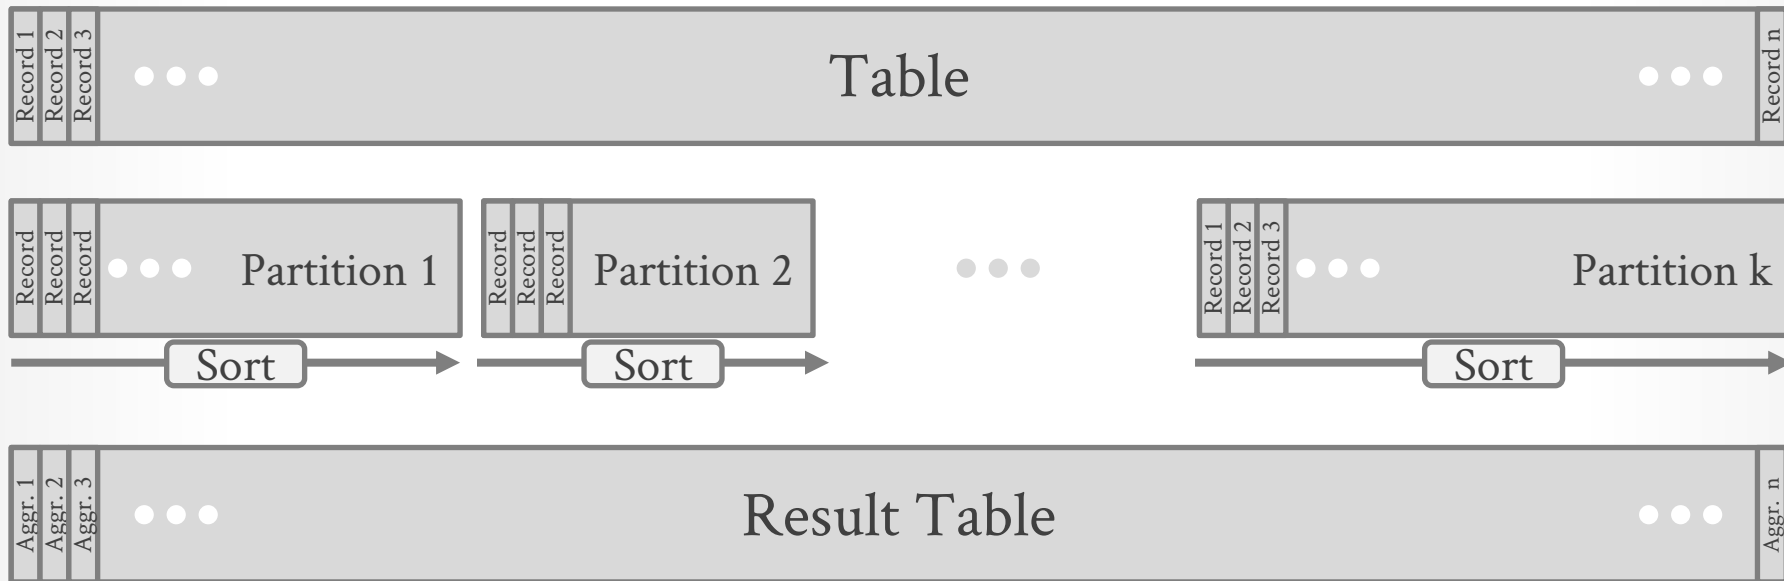 Record 1
Record 2
Record 3
Table
Record n
Record
Record
Record
Partition 1
Record
Record
Record
Partition 2
Record 1
Record 2
Record 3
Partition k
Sort
Sort
Sort
Aggr. 1
Aggr. 2
Aggr. 3
Result Table
Aggr. n